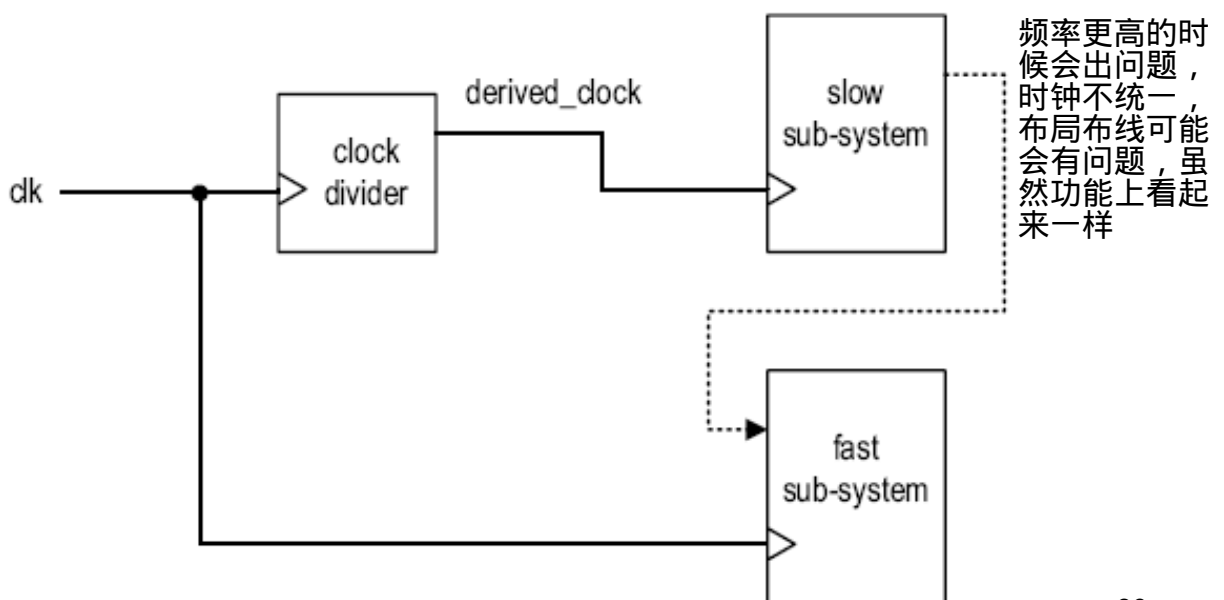 频率更高的时
候会出问题，
时钟不统一，
布局布线可能
会有问题，虽
然功能上看起
来一样
derived_clock
slow
sub-system
clock
divider
clk
fast
sub-system